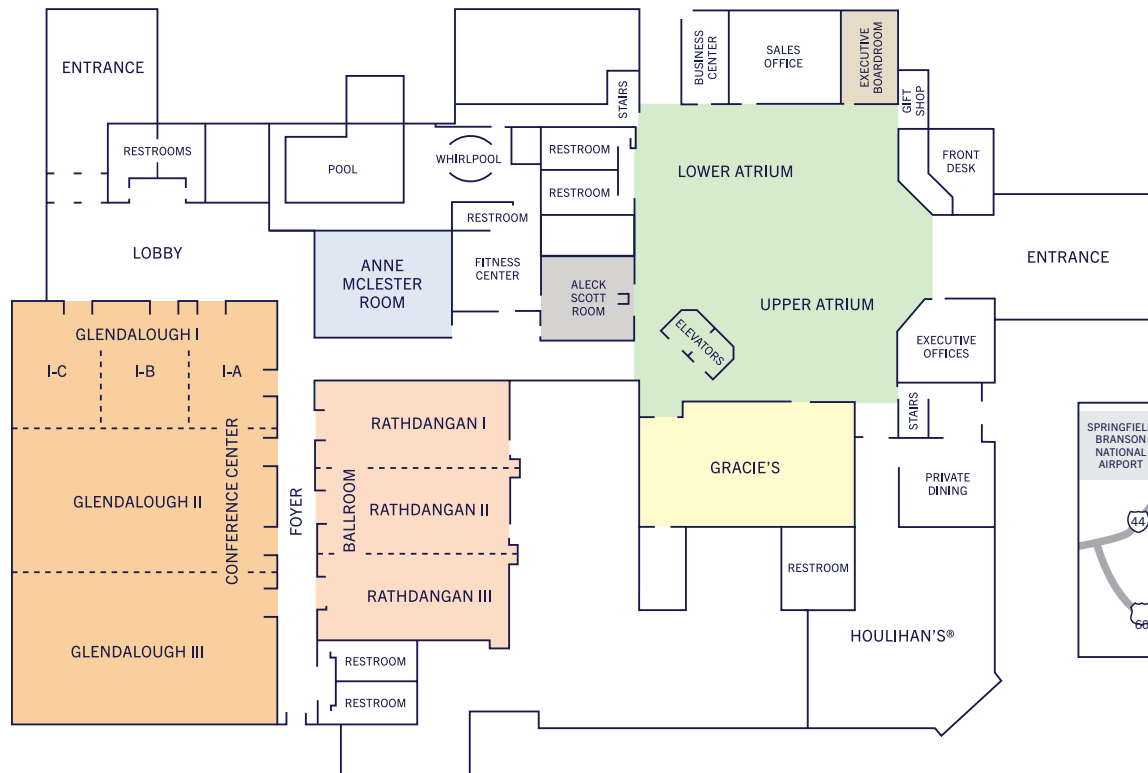 ENTRANCE
RESTROOMS
POOL
WHIRLPOOL
STAIRS
BUSINESS
CENTER
SALES
OFFICE
EXECUTIVE
BOARDROOM
GIFT
SHOP
FRONT
DESK
RESTROOM
RESTROOM
LOWER ATRIUM
RESTROOM
LOBBY
ANNE
MCLESTER
ROOM
FITNESS
CENTER
ALECK
SCOTT
ROOM
ENTRANCE
UPPER ATRIUM
ELEVATORS
EXECUTIVE
OFFICES
GLENDALOUGH I
I-C
I-B
I-A
CONFERENCE CENTER
GLENDALOUGH II
GLENDALOUGH III
FOYER
BALLROOM
RATHDANGAN I
RATHDANGAN II
RATHDANGAN III
RESTROOM
RESTROOM
GRACIE'S
STAIRS
PRIVATE
DINING
RESTROOM
HOULIHAN'S®
SPRINGFIELD
BRANSON
NATIONAL
AIRPORT
44
60